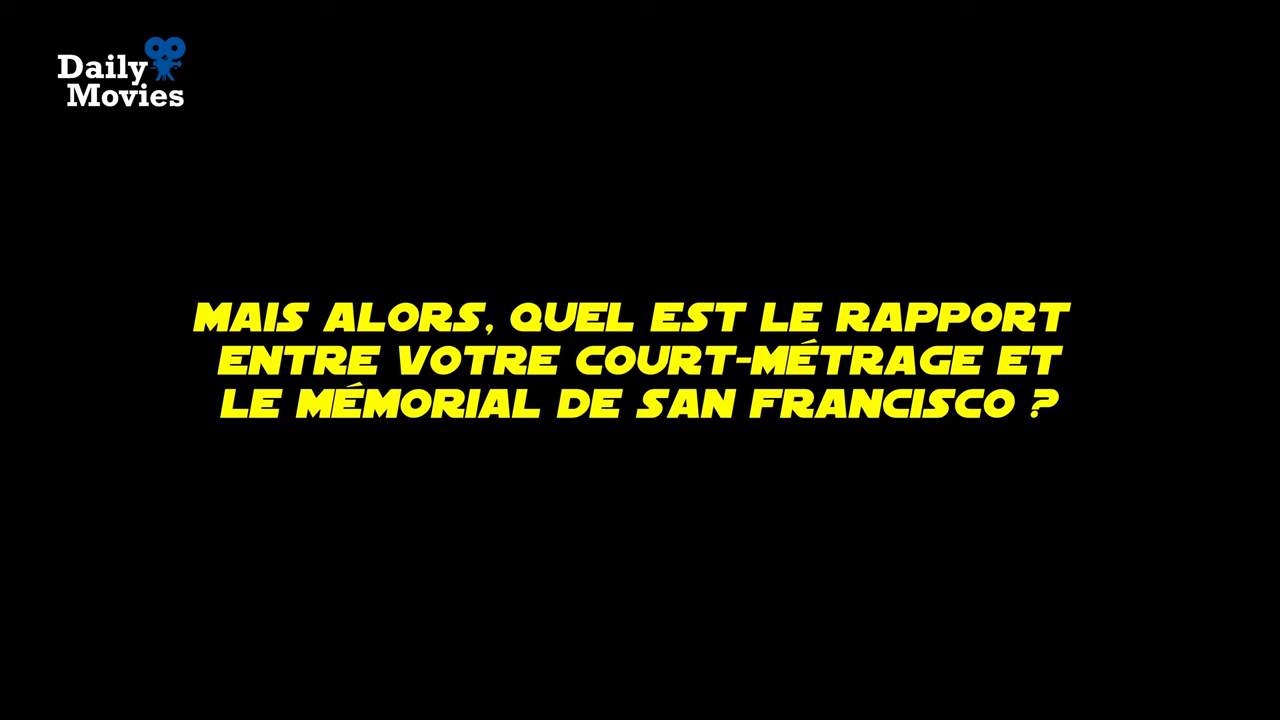 Daily
Movies
MAIS ALORS, QUEL EST LE RAPPORT
ENTRE VOTRE COURT-MÉTRAGE ET
LE MÉMORIAL DE SAN FRANCISCO ?